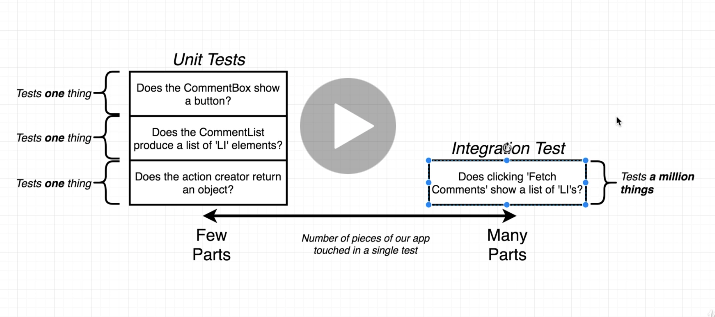 Unit Tests
Tests one thing
Does the CommentBox show
a button?
Tests one thing
Does the CommentList
produce a list of 'LI' elements?
Tests one thing
Does the action creator return
an object?
Integration Test
Does clicking 'Fetch
Comments' show a list of 'LI's?
Tests a million
things
Few
Parts
Number of pieces of our app
touched in a single test
Many
Parts